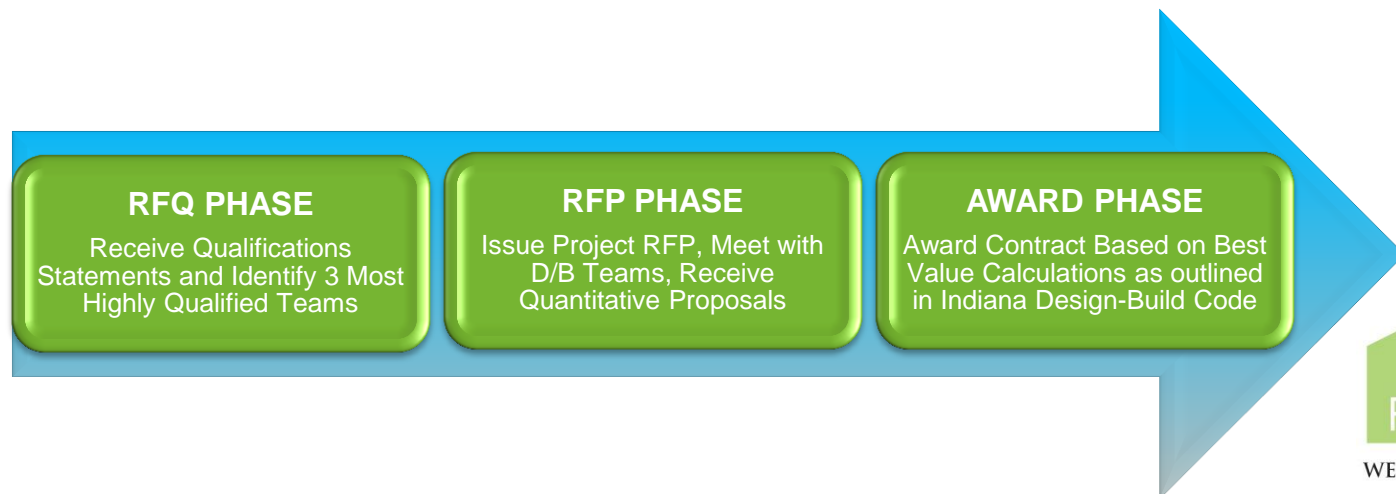 RFQ PHASE
Receive Qualifications
Statements and Identify 3 Most
Highly Qualified Teams
RFP PHASE
Issue Project RFP, Meet with
D/B Teams, Receive
Quantitative Proposals
AWARD PHASE
Award Contract Based on Best
Value Calculations as outlined
in Indiana Design-Build Code
WE